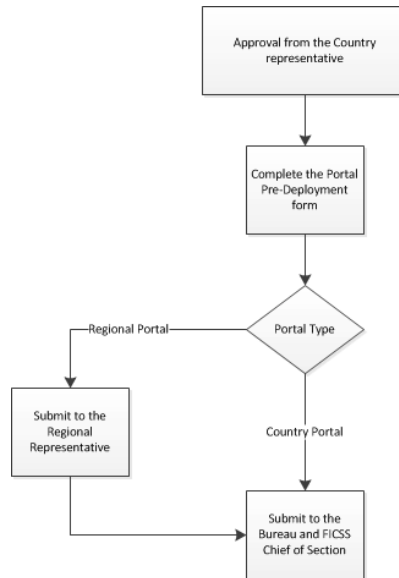 Approval from the Country
representative
Complete the Portal
Pre-Deployment
form
Portal Type
Regional Portal
Submit to the
Regional
Representative
Country Portal
Submit to the
Bureau and FICSS
Chief of Section